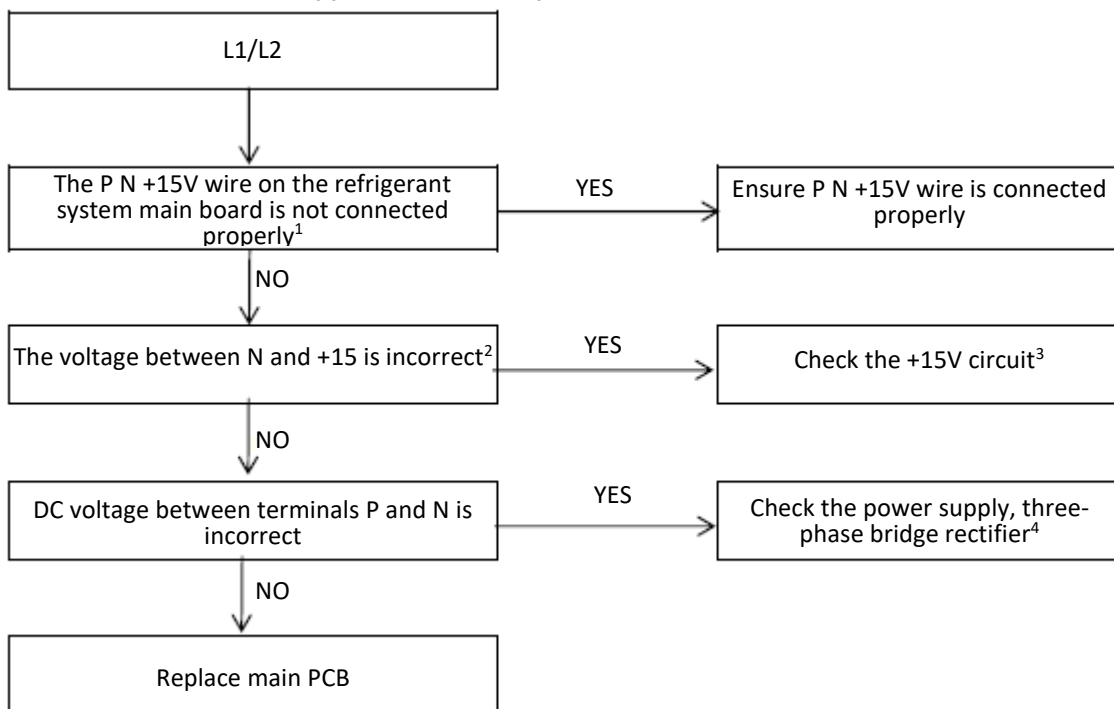 L1/L2
The P N +15V wire on the refrigerant
system main board is not connected
properly1
YES
Ensure P N +15V wire is connected
properly
NO
The voltage between N and +15 is incorrect2
YES
Check the +15V circuit3
NO
DC voltage between terminals P and N is
incorrect
YES
Check the power supply, three-
phase bridge rectifier4
NO
Replace main PCB